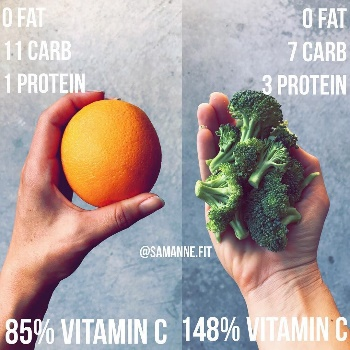 0 FAT
11 CARB
1 PROTEIN
0 FAT
7 CARB
3 PROTEIN
@SAMANNE.FIT
85% VITAMIN C
148% VITAMIN C